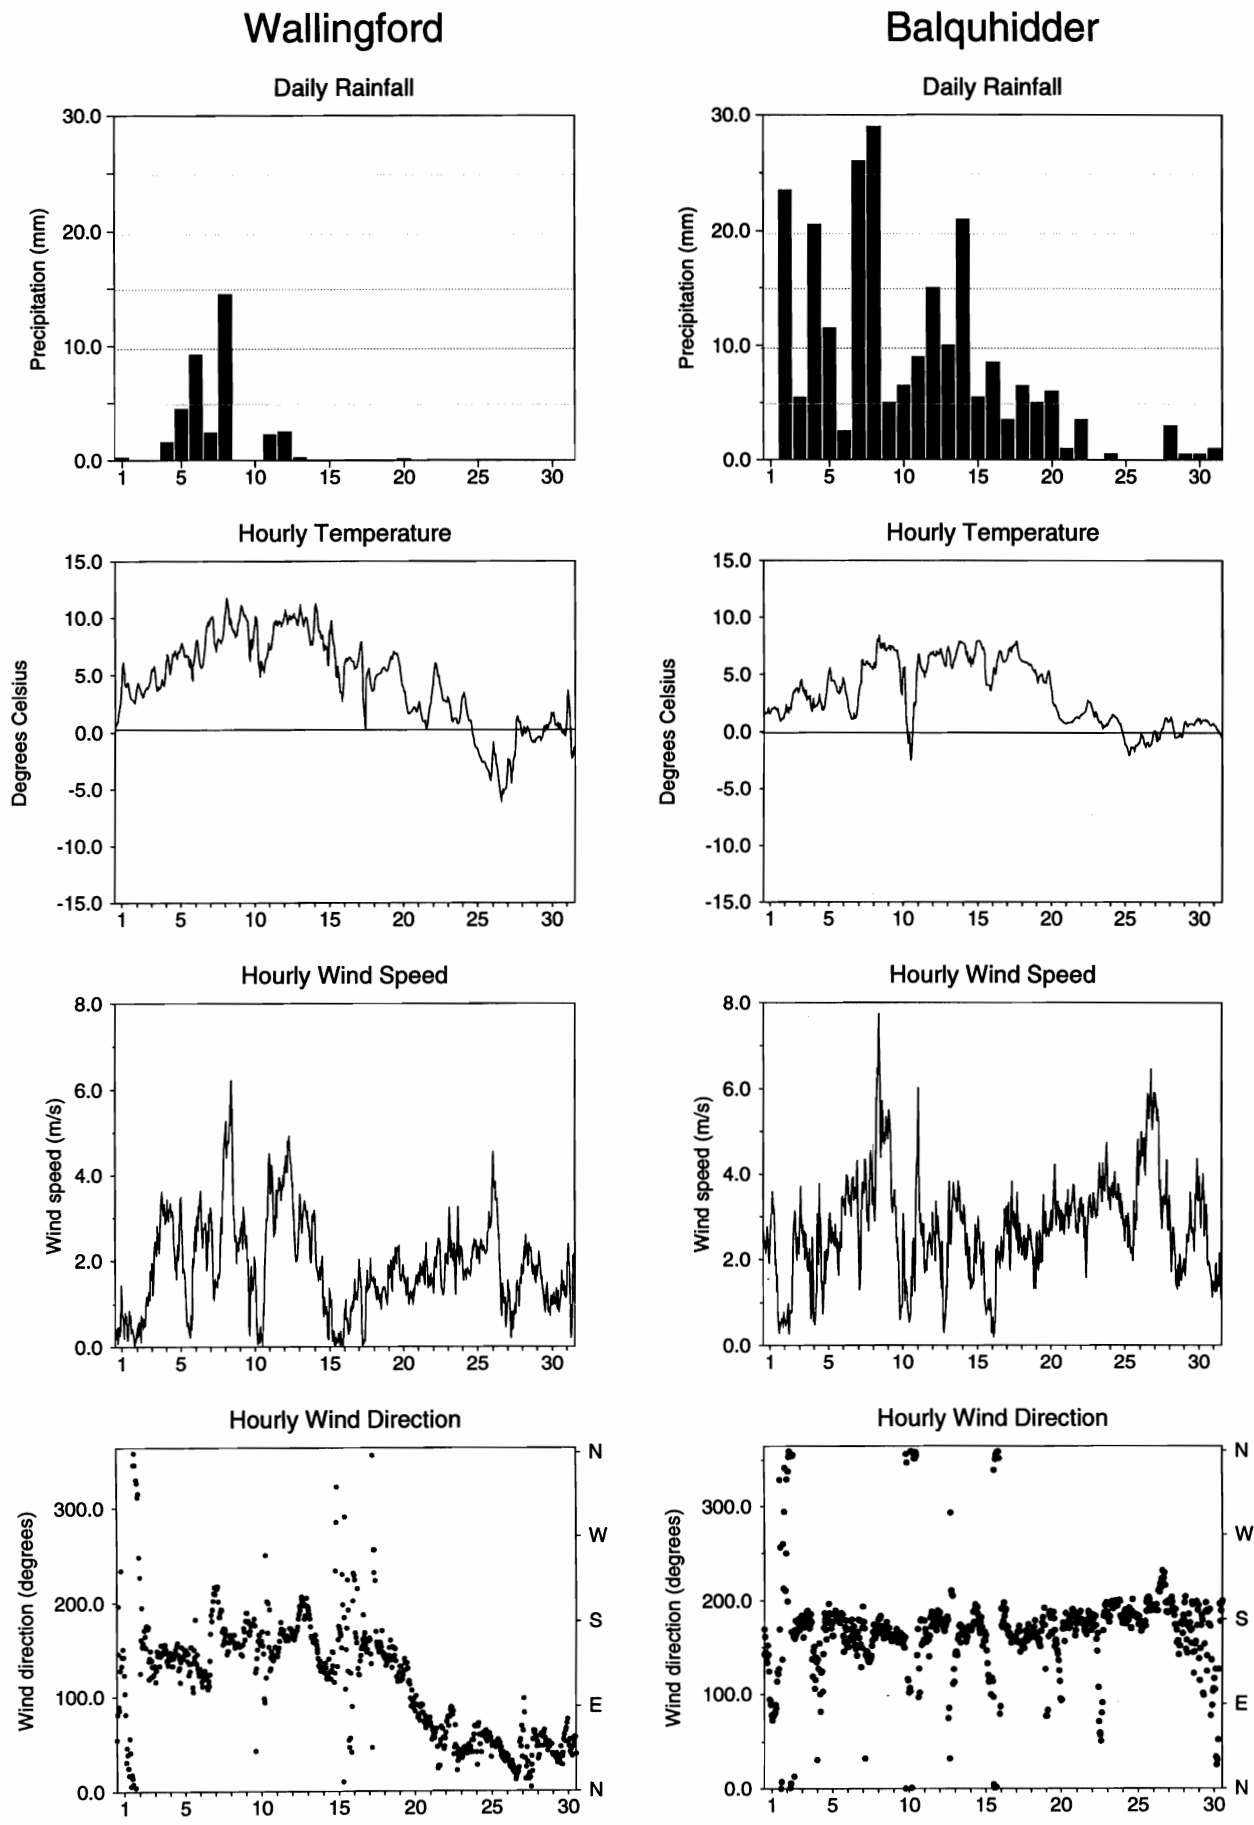 Wallingford
Balquhidder
Daily Rainfall
Precipitation (mm)
30.0
20.0
10.0
0.0
1 5 10 15 20 25 30
Daily Rainfall
Precipitation (mm)
30.0
20.0
10.0
0.0
1 5 10 15 20 25 30
Hourly Temperature
Degrees Celsius
15.0
10.0
5.0
0.0
-5.0
-10.0
-15.0
1 5 10 15 20 25 30
Hourly Temperature
Degrees Celsius
15.0
10.0
5.0
0.0
-5.0
-10.0
-15.0
1 5 10 15 20 25 30
Hourly Wind Speed
Wind speed (m/s)
8.0
6.0
4.0
2.0
0.0
1 5 10 15 20 25 30
Hourly Wind Speed
Wind speed (m/s)
8.0
6.0
4.0
2.0
0.0
1 5 10 15 20 25 30
Hourly Wind Direction
Wind direction (degrees)
300.0
200.0
100.0
0.0
N
W
S
E
N
1 5 10 15 20 25 30
Hourly Wind Direction
Wind direction (degrees)
300.0
200.0
100.0
0.0
N
W
S
E
N
1 5 10 15 20 25 30